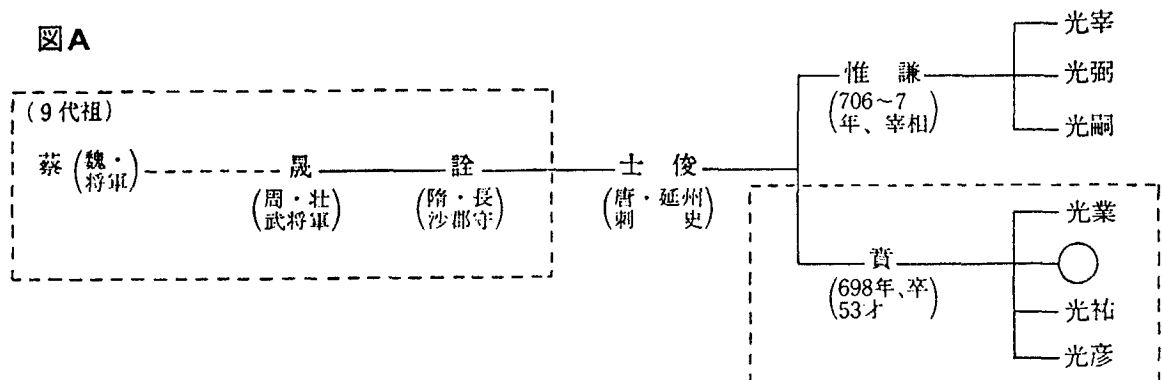 図A
(9代祖)
蔡(魏・将軍)
晟
(周・壮武将軍)
詮
(隋・長沙郡守)
士俊
(唐・延州刺史)
惟謙
(706〜7年、宰相)
光宰
光弼
光嗣
賁
(698年、卒53才)
光業
光祐
光彦